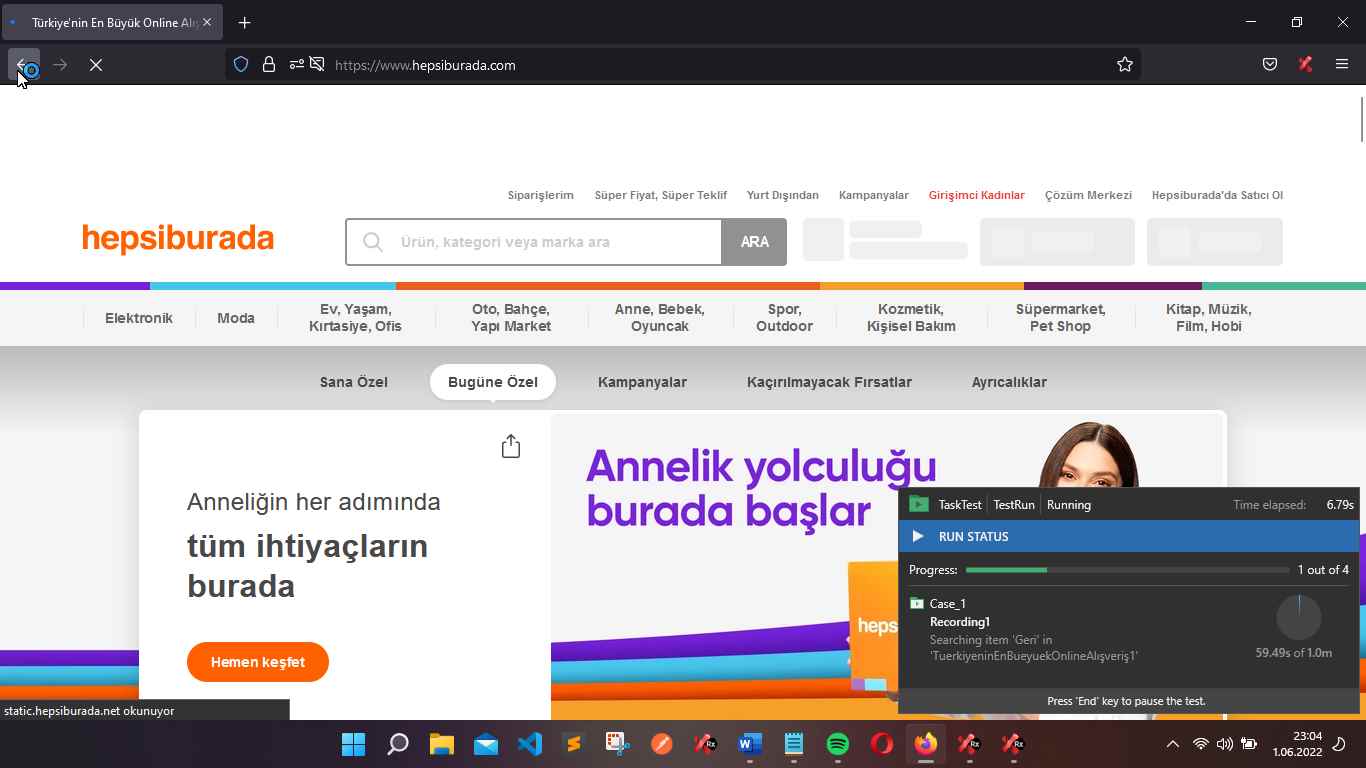 Türkiye'nin En Büyük Online Alış
https://www.hepsiburada.com
Siparişlerim Süper Fiyat, Süper Teklif Yurt Dışından Kampanyalar Girişimci Kadınlar Çözüm Merkezi Hepsiburada'da Satıcı Ol
hepsiburada
Ürün, kategori veya marka ara
ARA
Elektronik
Moda
Ev, Yaşam,
Kırtasiye, Ofis
Oto, Bahçe,
Yapı Market
Anne, Bebek,
Oyuncak
Spor,
Outdoor
Kozmetik,
Kişisel Bakım
Süpermarket,
Pet Shop
Kitap, Müzik,
Film, Hobi
Sana Özel Bugüne Özel Kampanyalar Kaçırılmayacak Fırsatlar Ayrıcalıklar
Anneliğin her adımında
tüm ihtiyaçların
burada
Hemen keşfet
Annelik yolculuğu
burada başlar
heps
TaskTest TestRun Running Time elapsed: 6.79s
RUN STATUS
Progress: 1 out of 4
Case_1
Recording1
Searching item 'Geri' in
'TuerkiyeninEnBueyuekOnlineAlışveriş1'
59.49s of 1.0m
Press 'End' key to pause the test.
static.hepsiburada.net okunuyor
Rx
Rx
Rx
23:04
1.06.2022